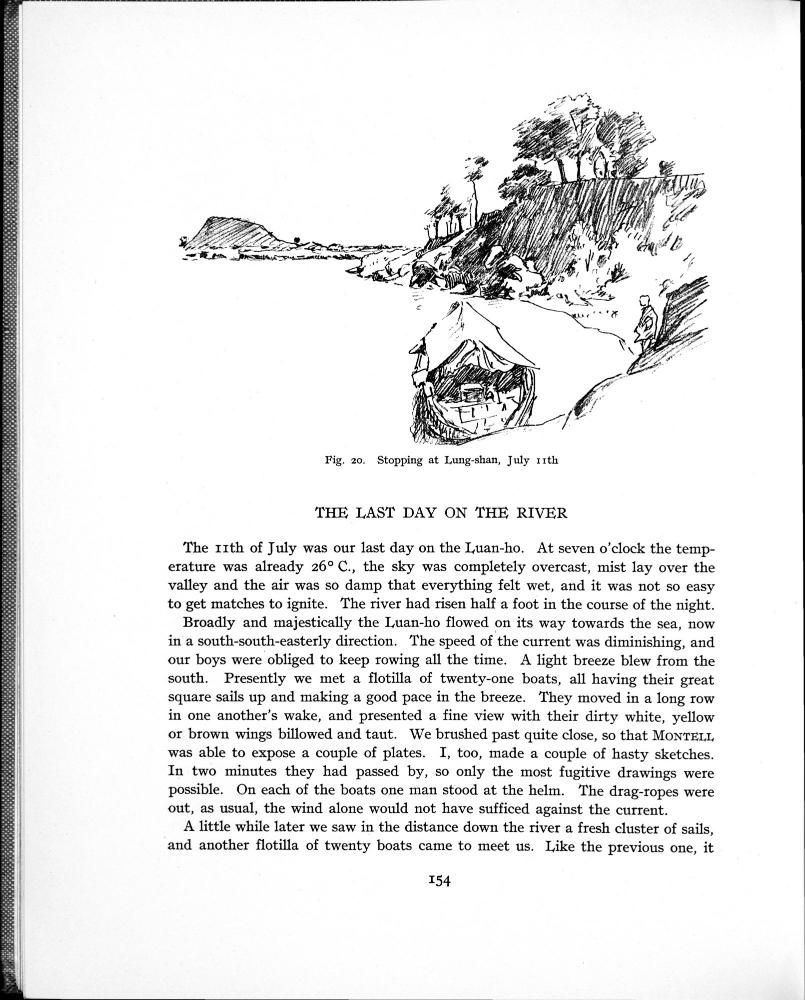 Fig. 20. Stopping at Lung-shan, July 11th
THE LAST DAY ON THE RIVER
The 11th of July was our last day on the Luan-ho. At seven o'clock the temp-
erature was already 26° C., the sky was completely overcast, mist lay over the
valley and the air was so damp that everything felt wet, and it was not so easy
to get matches to ignite. The river had risen half a foot in the course of the night.
Broadly and majestically the Luan-ho flowed on its way towards the sea, now
in a south-south-easterly direction. The speed of the current was diminishing, and
our boys were obliged to keep rowing all the time. A light breeze blew from the
south. Presently we met a flotilla of twenty-one boats, all having their great
square sails up and making a good pace in the breeze. They moved in a long row
in one another's wake, and presented a fine view with their dirty white, yellow
or brown wings billowed and taut. We brushed past quite close, so that MONTELL
was able to expose a couple of plates. I, too, made a couple of hasty sketches.
In two minutes they had passed by, so only the most fugitive drawings were
possible. On each of the boats one man stood at the helm. The drag-ropes were
out, as usual, the wind alone would not have sufficed against the current.
A little while later we saw in the distance down the river a fresh cluster of sails,
and another flotilla of twenty boats came to meet us. Like the previous one, it
154